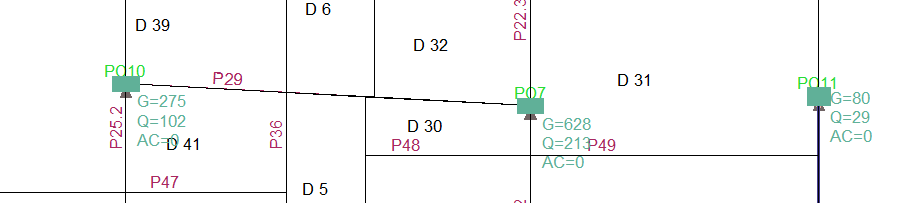 D 6
P22.3
D 39
D 32
PO10
P29
D 31
PO7
PO11
G=275
Q=102
AC=0
P25.2
D 41
P36
D 30
P48
G=628
Q=213
AC=0
P49
G=80
Q=29
AC=0
P47
D 5